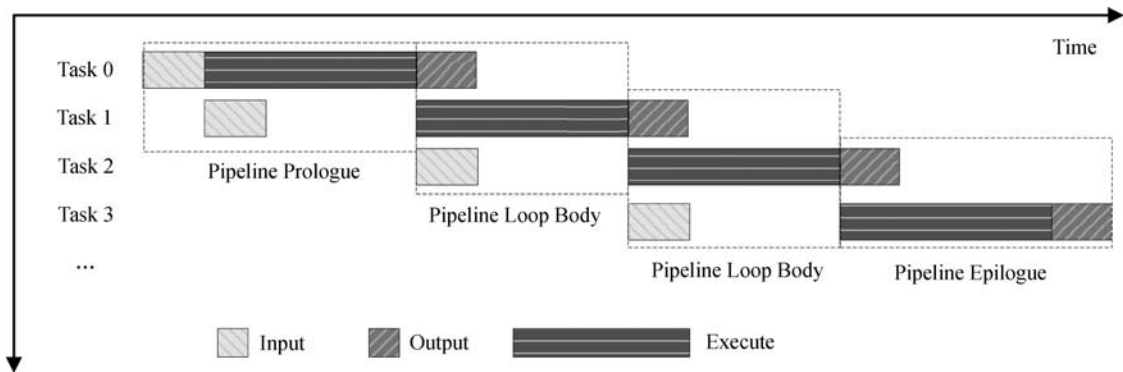 Time
Task 0
Task 1
Task 2
Pipeline Prologue
Task 3
Pipeline Loop Body
...
Pipeline Loop Body
Pipeline Epilogue
Input
Output
Execute